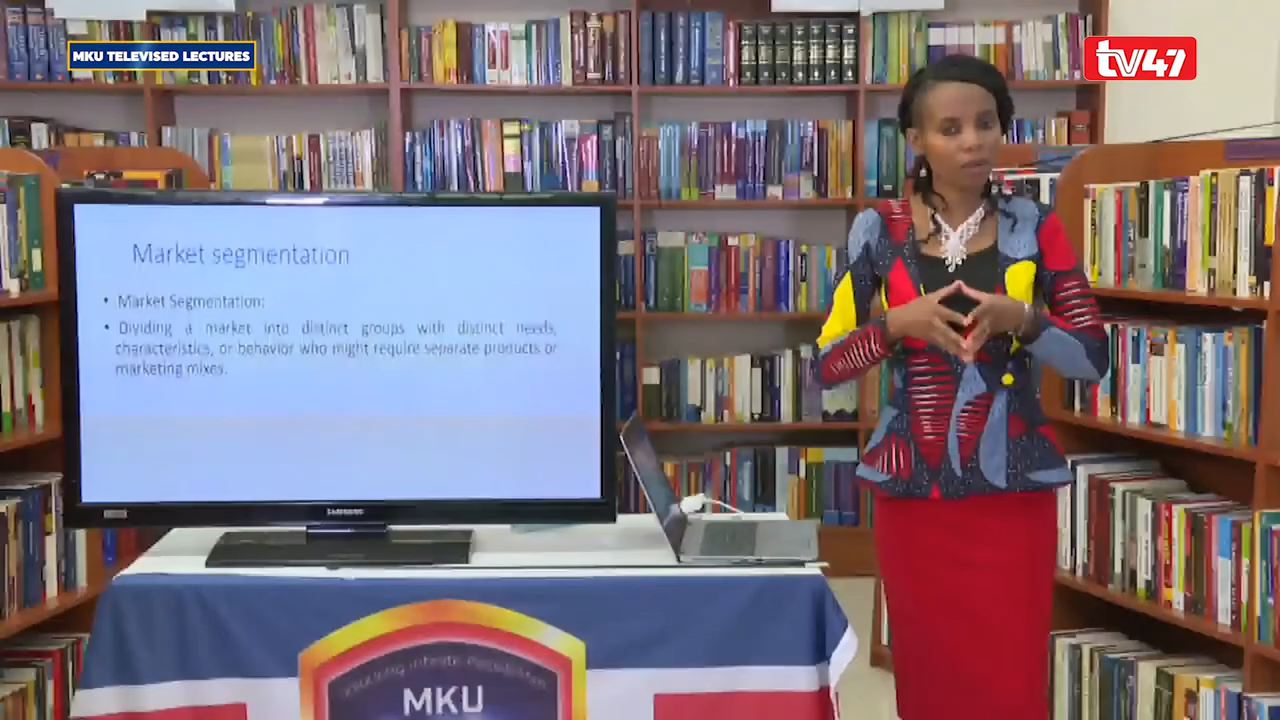 MKU TELEVISED LECTURES
tv47
Market segmentation
• Market Segmentation:
• Dividing a market into distinct groups with distinct needs,
characteristics, or behavior who might require separate products or
marketing mixes.
SAMSUNG
MKU